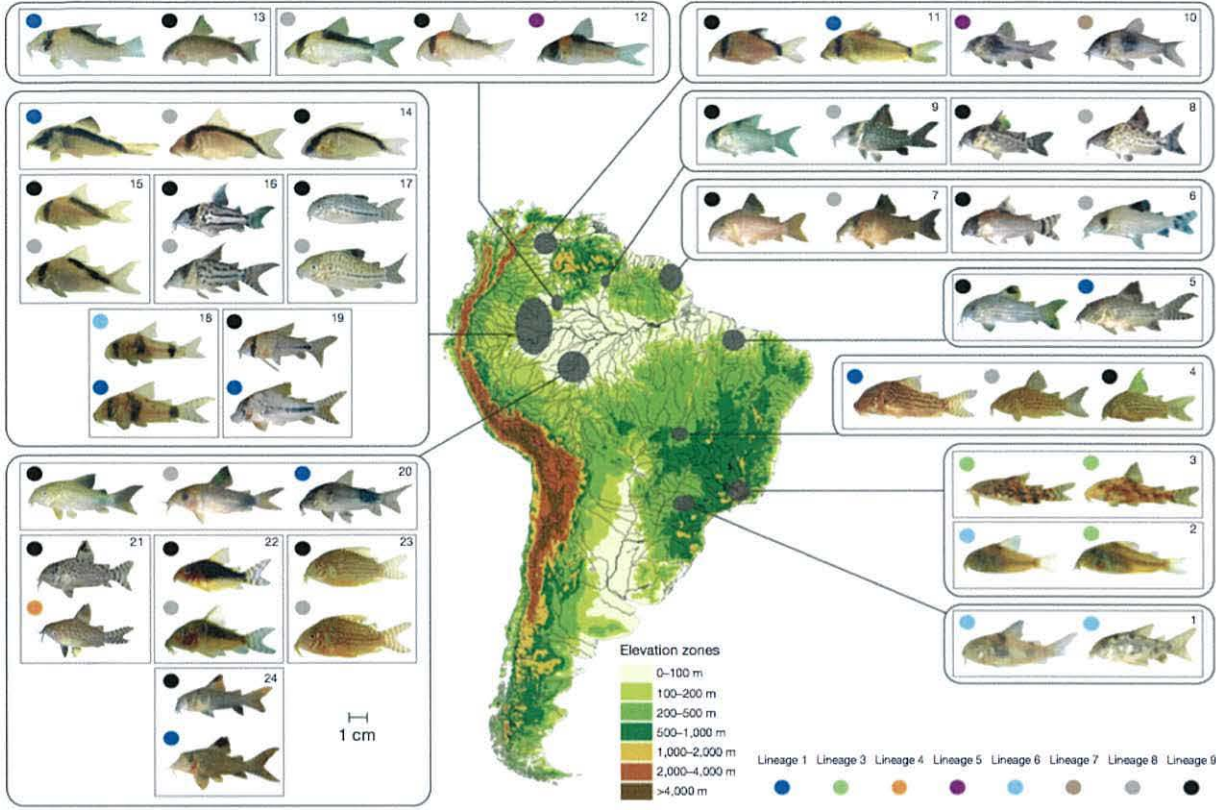 13
12
11
10
14
9
8
15
16
17
7
6
18
19
5
4
20
3
21
22
23
2
24
1
1 cm
Elevation zones
0–100 m
100–200 m
200–500 m
500–1,000 m
1,000–2,000 m
2,000–4,000 m
>4,000 m
Lineage 1 Lineage 3 Lineage 4 Lineage 5 Lineage 6 Lineage 7 Lineage 8 Lineage 9